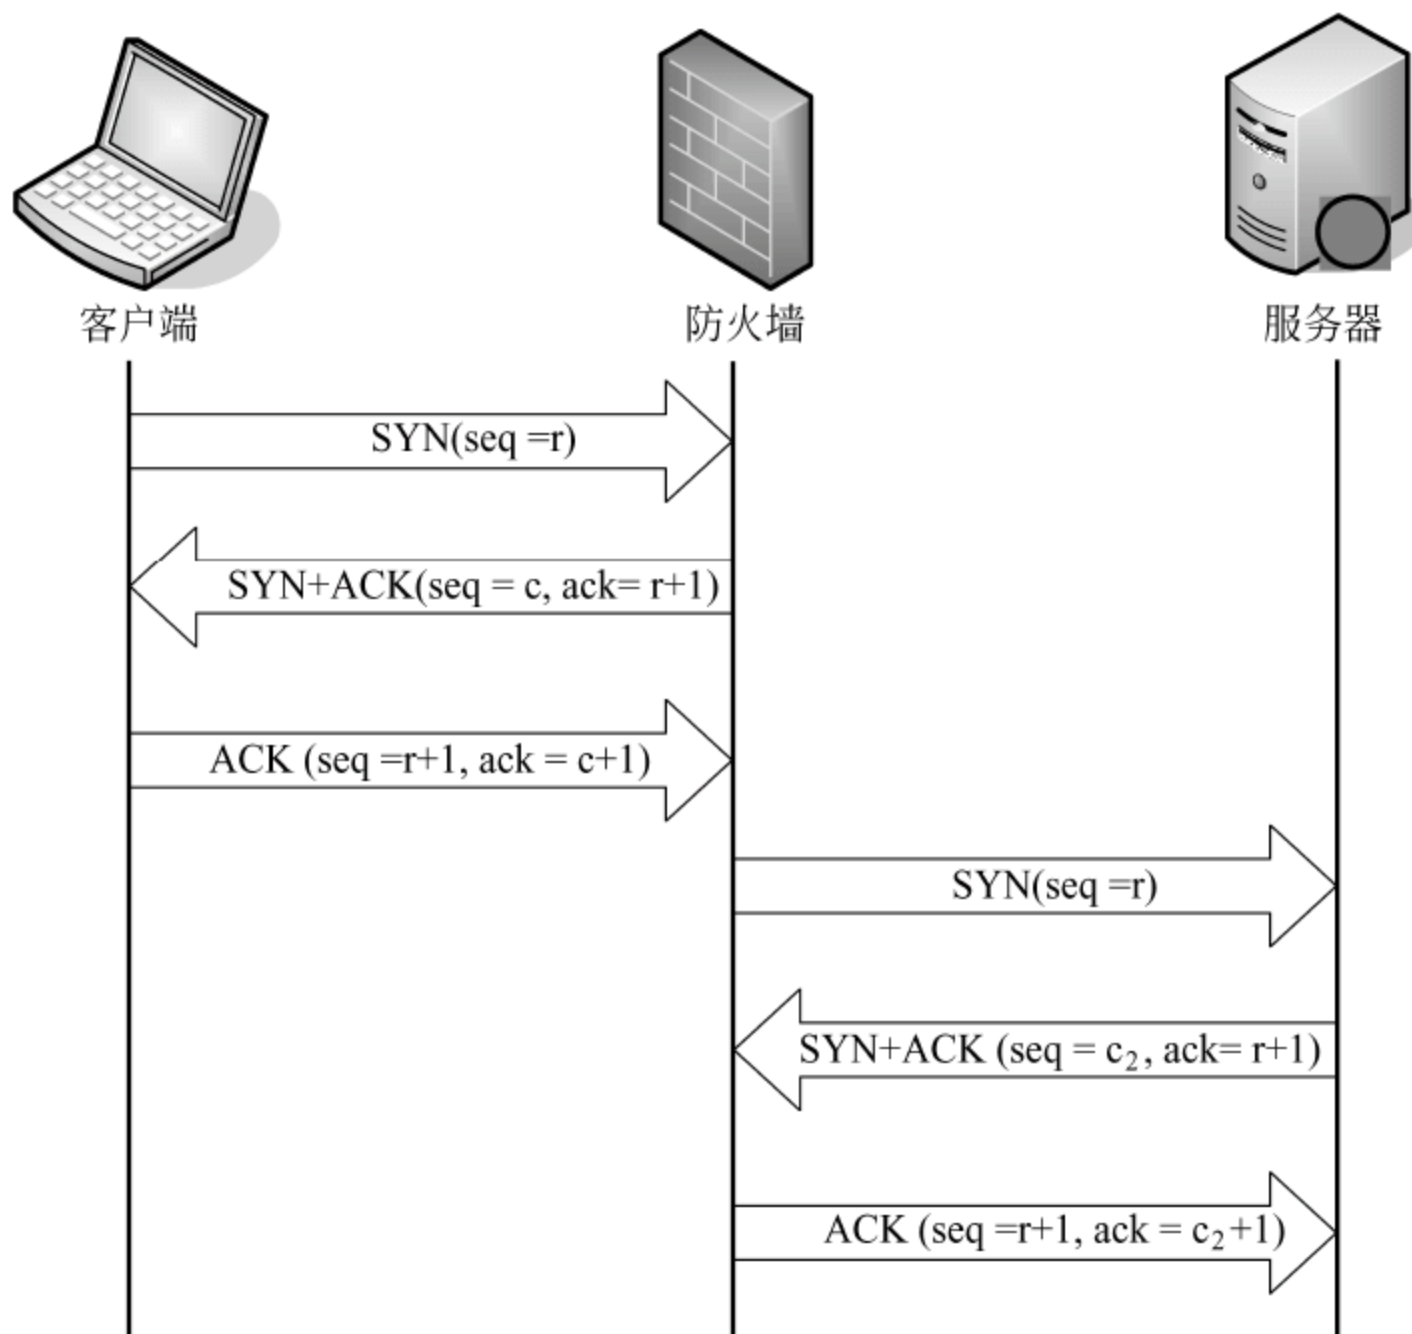 客户端
防火墙
服务器
SYN(seq =r)
SYN+ACK(seq = c, ack= r+1)
ACK (seq =r+1, ack = c+1)
SYN(seq =r)
SYN+ACK (seq = c₂, ack= r+1)
ACK (seq =r+1, ack = c₂+1)